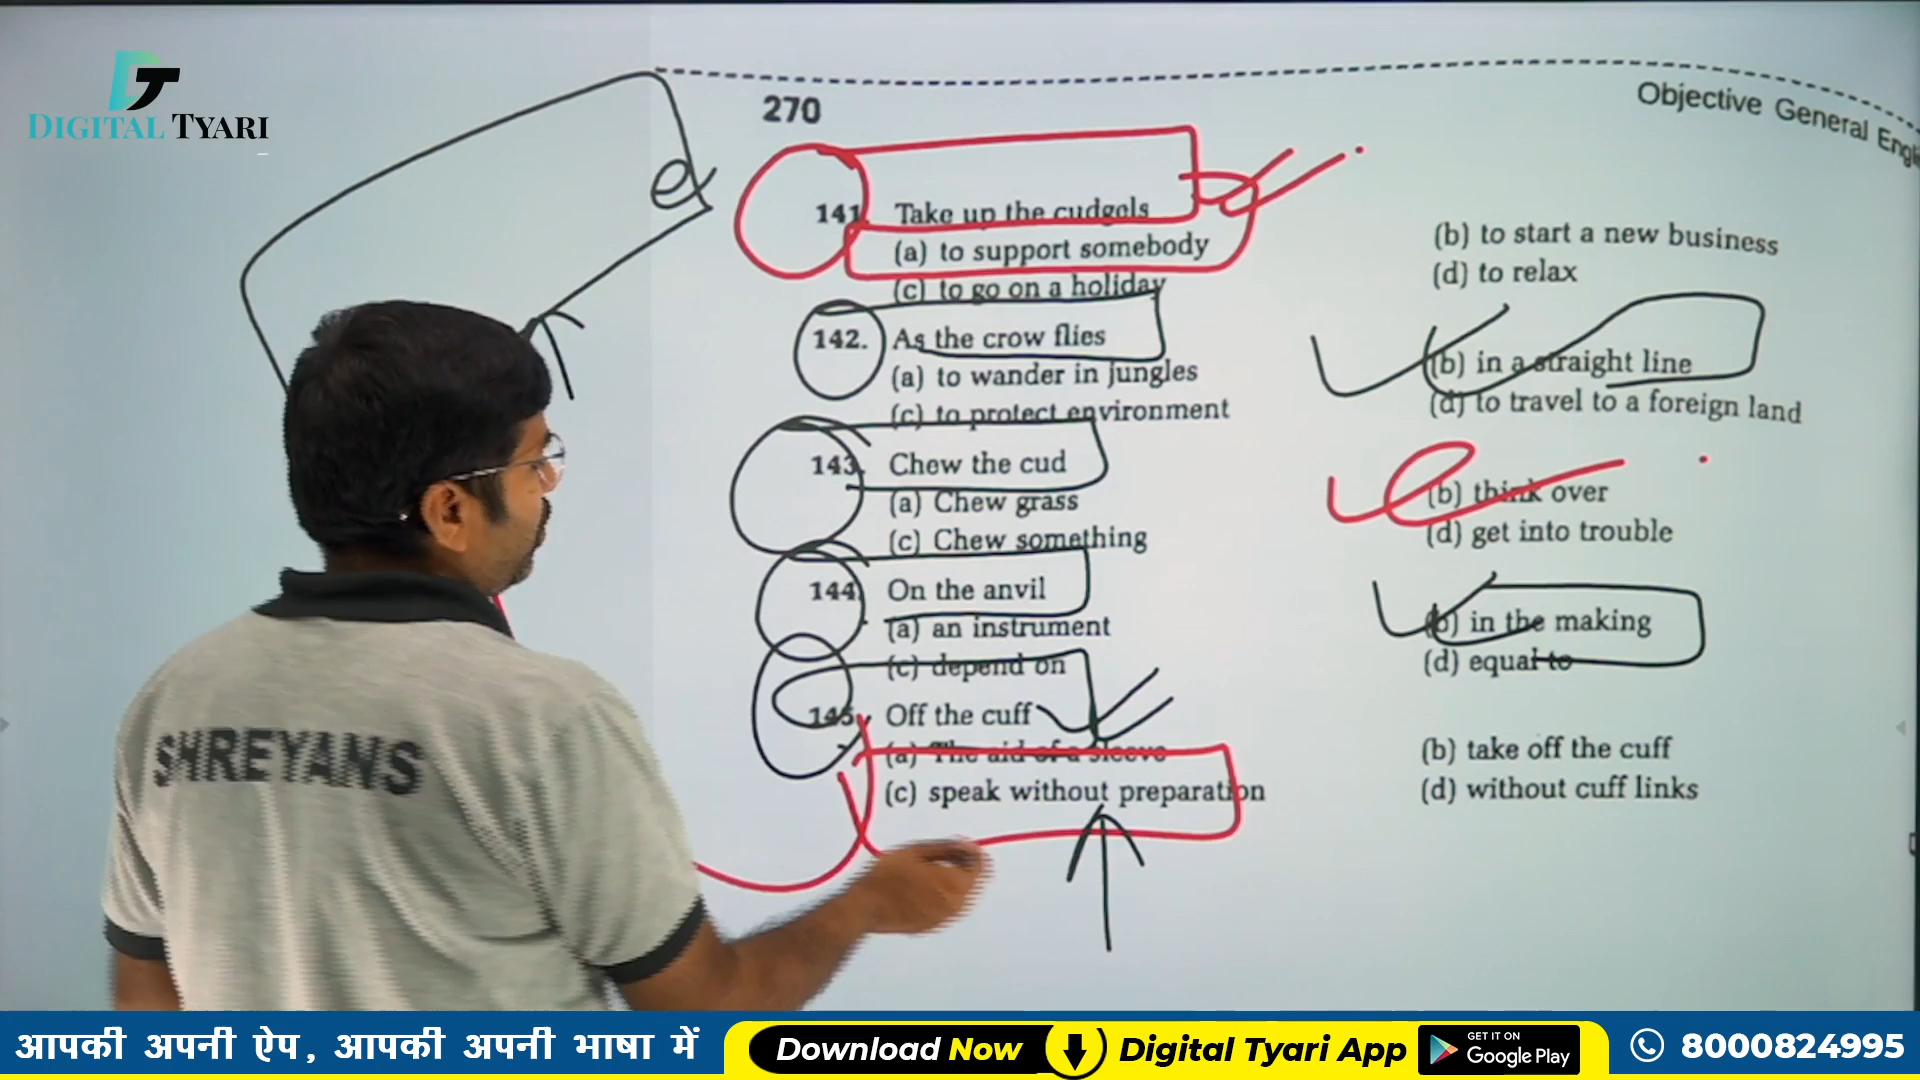 DIGITAL TYARI
270
Objective General
141. Take up the cudgels
(a) to support somebody
(b) to start a new business
(c) to go on a holiday
(d) to relax
142. As the crow flies
(a) to wander in jungles
(b) in a straight line
(c) to protect environment
(d) to travel to a foreign land
143. Chew the cud
(a) Chew grass
(b) think over
(c) Chew something
(d) get into trouble
144. On the anvil
(a) an instrument
(b) in the making
(c) depend on
(d) equal to
145. Off the cuff
(a) The aid of a sleeve
(b) take off the cuff
(c) speak without preparation
(d) without cuff links
SHREYANS
आपकी अपनी ऐप, आपकी अपनी भाषा में
Download Now
Digital Tyari App
GET IT ON
Google Play
8000824995